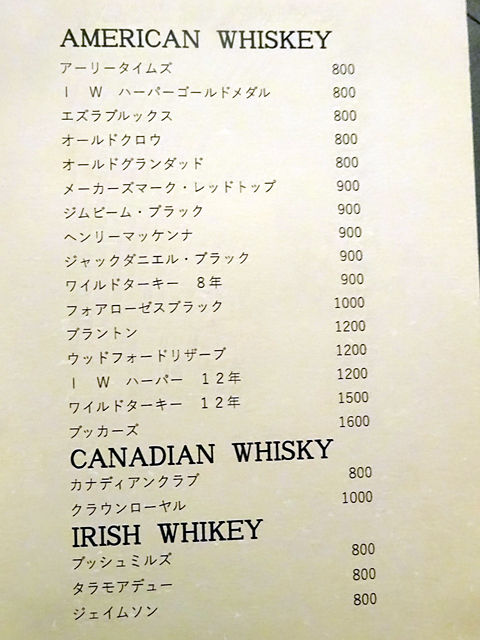 AMERICAN WHISKEY
アーリータイムズ 800
I W ハーパーゴールドメダル 800
エズラブルックス 800
オールドクロウ 800
オールドグランダッド 800
メーカーズマーク・レッドトップ 900
ジムビーム・ブラック 900
ヘンリーマッケンナ 900
ジャックダニエル・ブラック 900
ワイルドターキー 8年 900
フォアローゼスブラック 1000
ブラントン 1200
ウッドフォードリザーブ 1200
I W ハーパー 12年 1200
ワイルドターキー 12年 1500
ブッカーズ 1600
CANADIAN WHISKY
カナディアンクラブ 800
クラウンローヤル 1000
IRISH WHIKEY
ブッシュミルズ 800
タラモアデュー 800
ジェイムソン 800